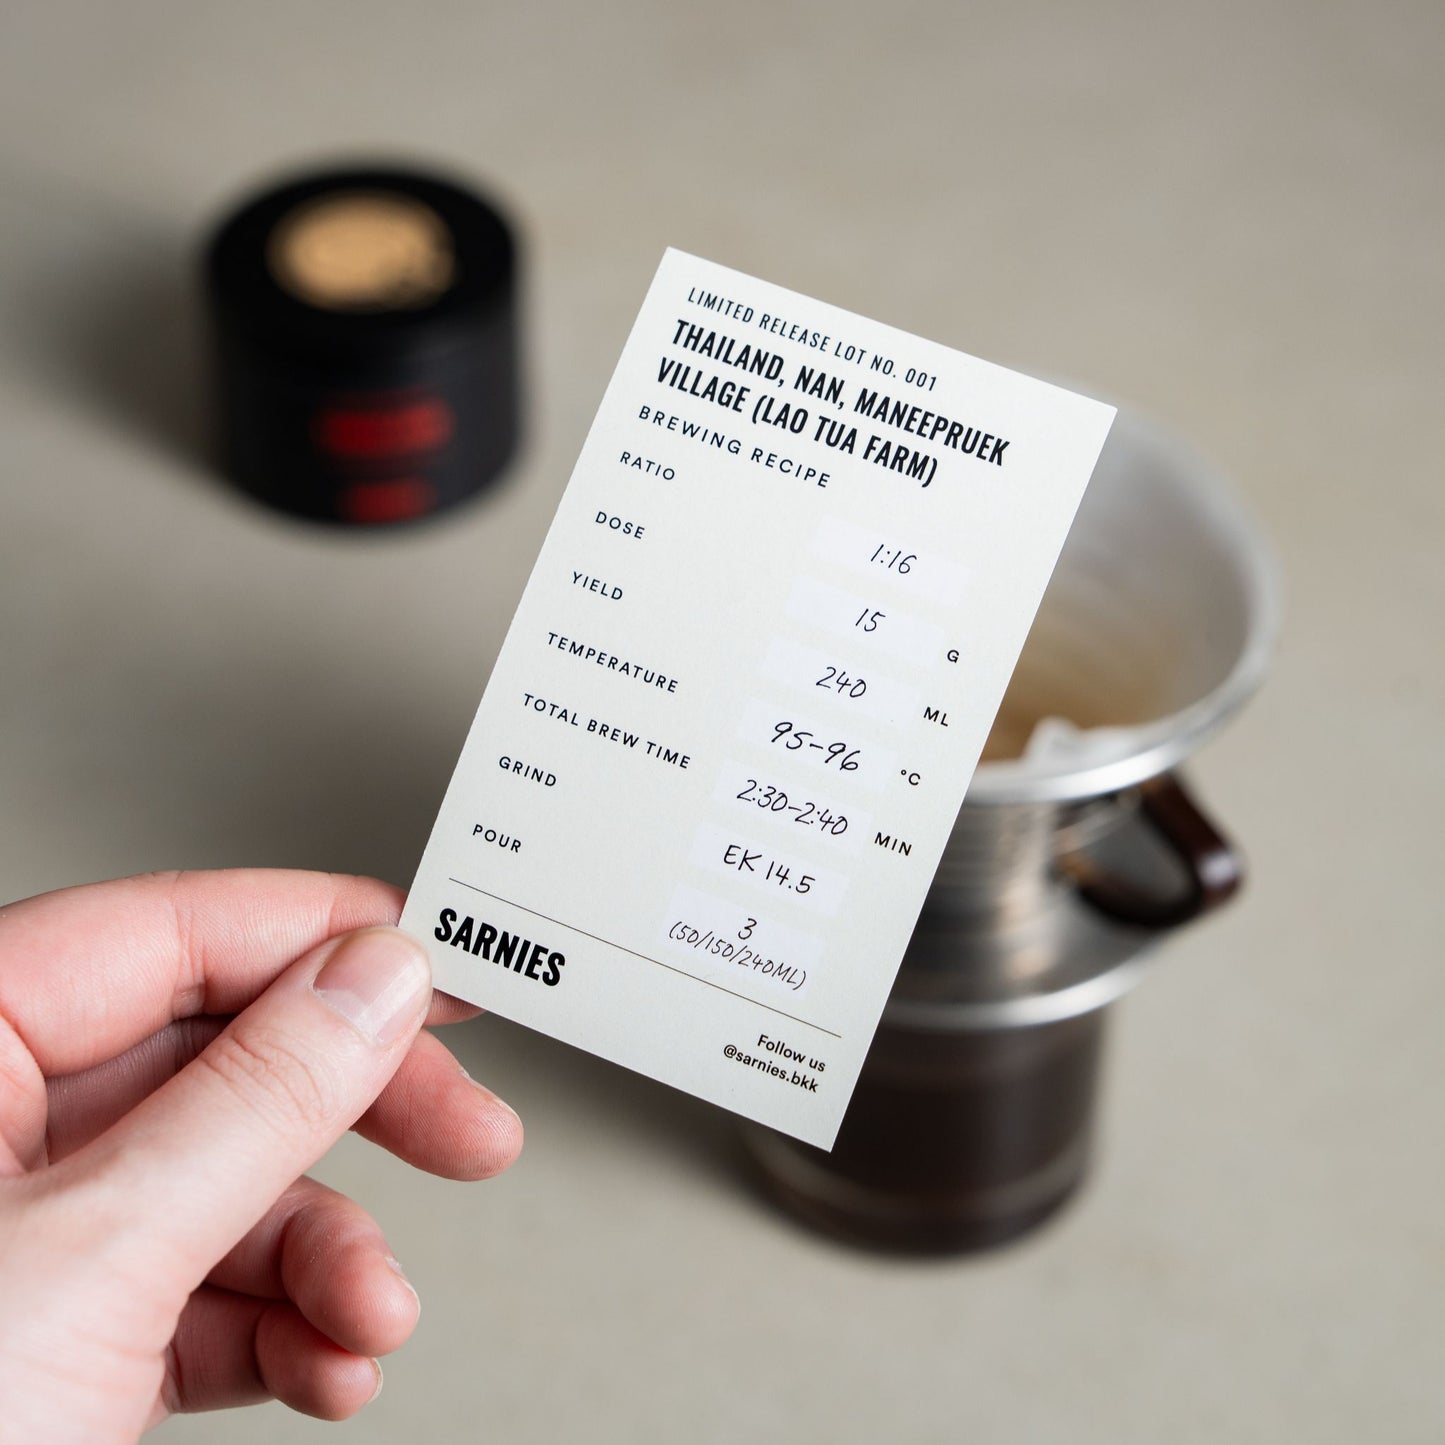 LIMITED RELEASE LOT NO. 001
THAILAND, NAN, MANEEPRUEK
VILLAGE (LAO TUA FARM)
BREWING RECIPE
RATIO 1:16
DOSE 15 G
YIELD 240 ML
TEMPERATURE 95-96 °C
TOTAL BREW TIME 2:30-2:40 MIN
GRIND EK 14.5
POUR 3
(50/150/240ML)
SARNIES
Follow us
@sarnies.bkk